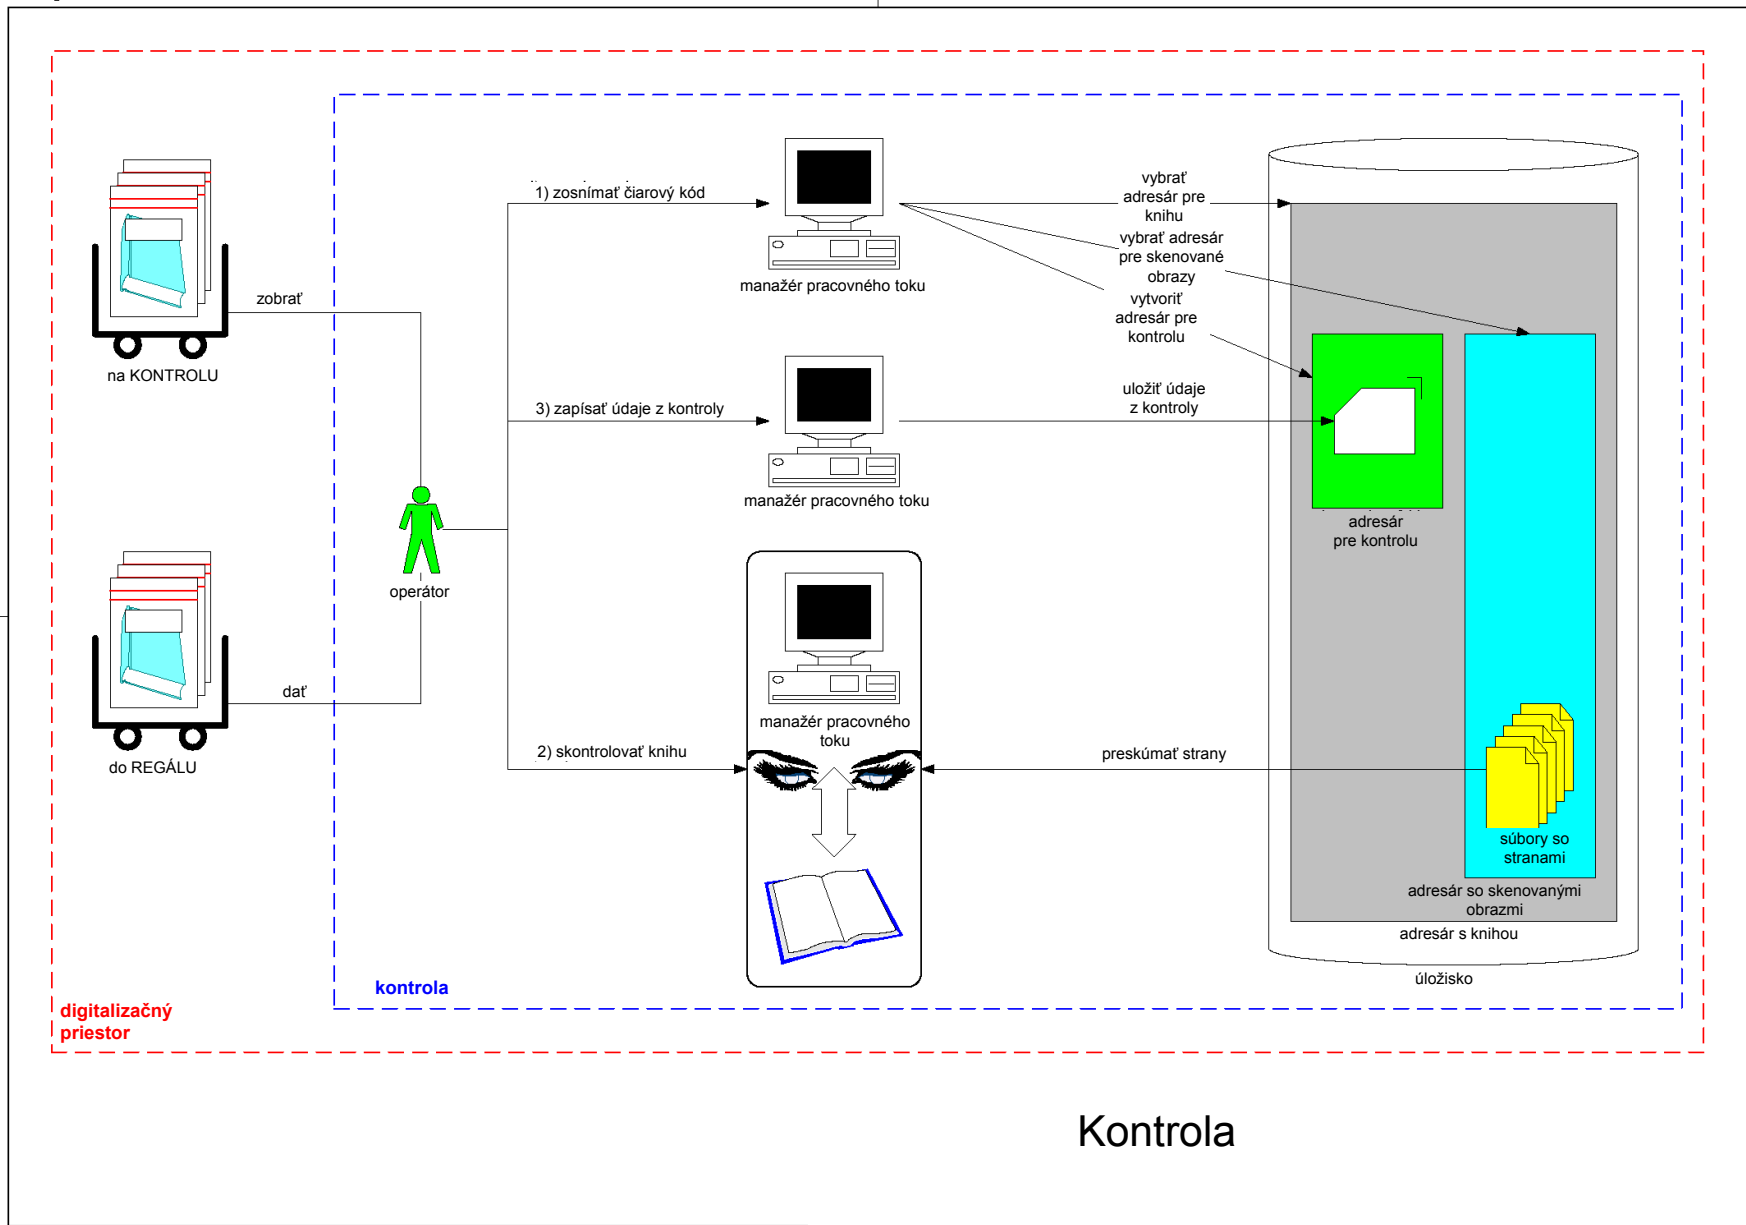 1) zosnímať čiarový kód
manažér pracovného toku
vybrať
adresár pre
knihu
vybrať adresár
pre skenované
obrazy
vytvoriť
adresár pre
kontrolu
zobrať
na KONTROLU
3) zapísať údaje z kontroly
manažér pracovného toku
uložiť údaje
z kontroly
adresár
pre kontrolu
operátor
dať
do REGÁLU
2) skontrolovať knihu
manažér pracovného
toku
preskúmať strany
súbory so
stranami
adresár so skenovanými
obrazmi
adresár s knihou
úložisko
kontrola
digitalizačný
priestor
Kontrola